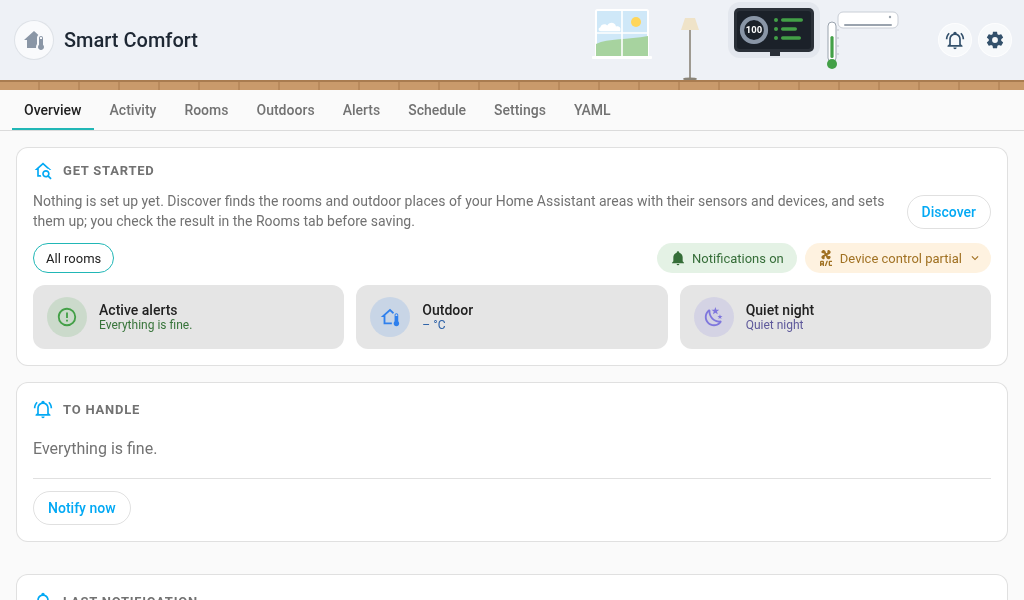 Smart Comfort
100
Overview
Activity
Rooms
Outdoors
Alerts
Schedule
Settings
YAML
GET STARTED
Nothing is set up yet. Discover finds the rooms and outdoor places of your Home Assistant areas with their sensors and devices, and sets
them up; you check the result in the Rooms tab before saving.
Discover
All rooms
Notifications on
A/C
Device control partial
Active alerts
Everything is fine.
Outdoor
– °C
Quiet night
Quiet night
TO HANDLE
Everything is fine.
Notify now
LAST NOTIFICATION